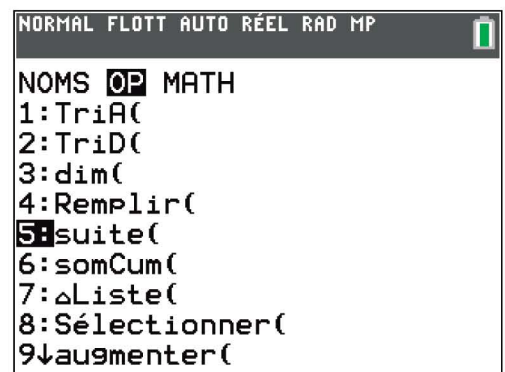 NORMAL FLOTT AUTO RÉEL RAD MP
NOMS OP MATH
1:TriA(
2:TriD(
3:dim(
4:Remplir(
5:suite(
6:somCum(
7:△Liste(
8:Sélectionner(
9↓augmenter(